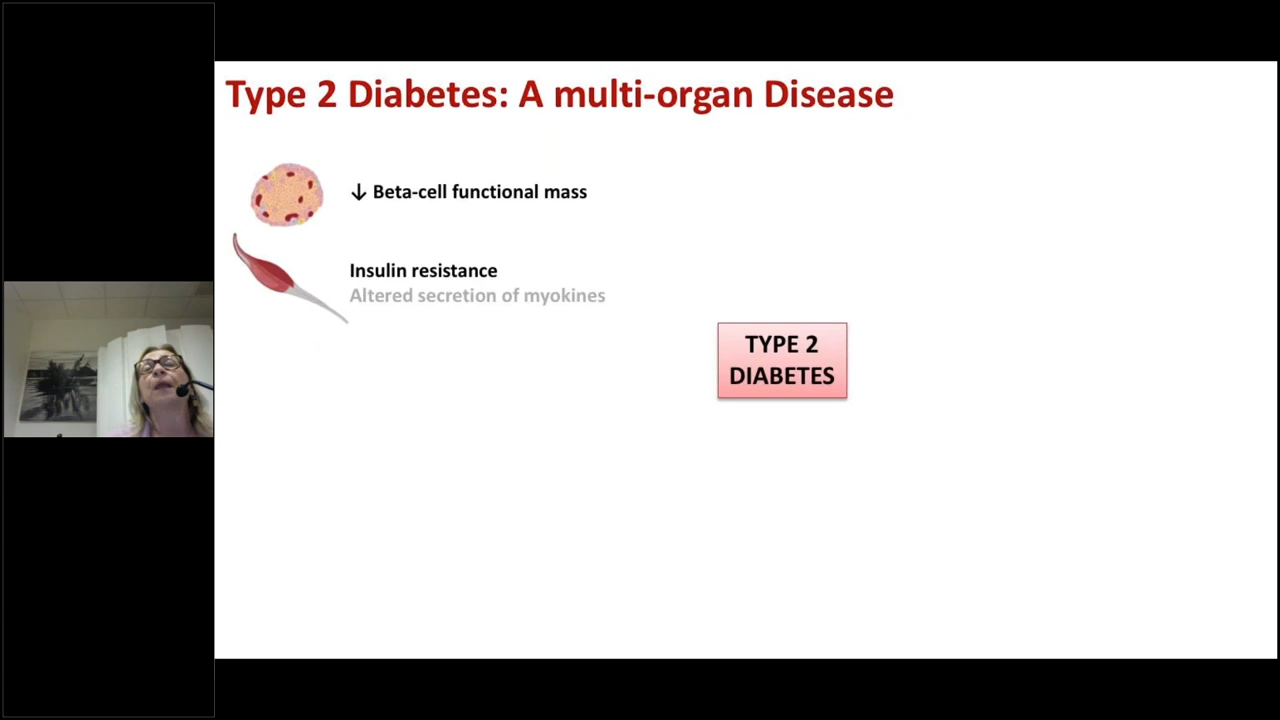 Type 2 Diabetes: A multi-organ Disease
↓ Beta-cell functional mass
Insulin resistance
Altered secretion of myokines
TYPE 2
DIABETES